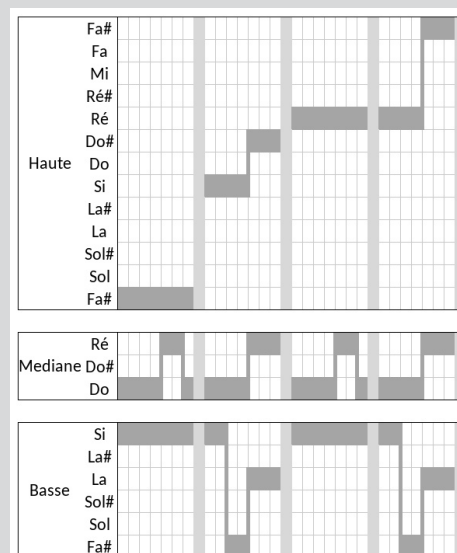 Fa#
Fa
Mi
Ré#
Ré
Do#
Haute Do
Si
La#
La
Sol#
Sol
Fa#
Ré
Mediane Do#
Do
Si
La#
Basse La
Sol#
Sol
Fa#